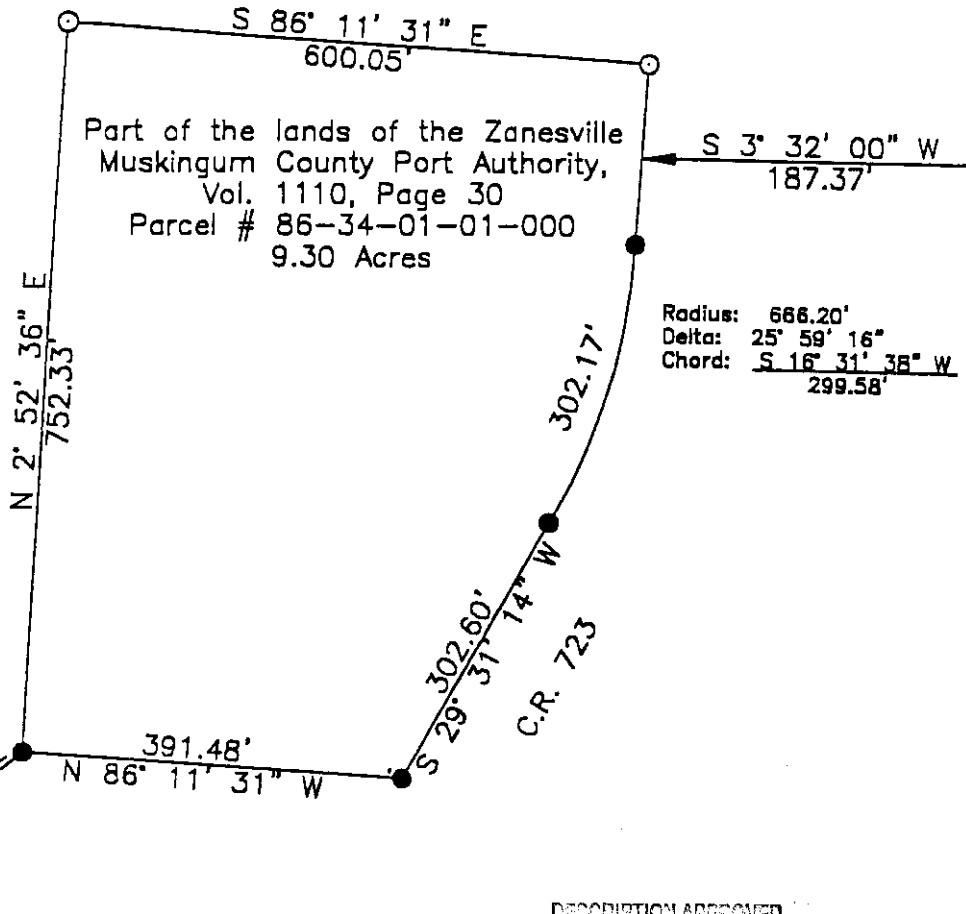 S 86° 11' 31" E
600.05'
Part of the lands of the Zanesville
Muskingum County Port Authority,
Vol. 1110, Page 30
Parcel # 86-34-01-01-000
9.30 Acres
S 3° 32' 00" W
187.37'
N 2° 52' 36" E
752.33'
Radius: 666.20'
Delta: 25° 59' 16"
Chord: S 16° 31' 38" W
299.58'
302.17'
302.60'
S 29° 31' 14" W
C.R. 723
391.48'
N 86° 11' 31" W
DESCRIPTION APPROVED